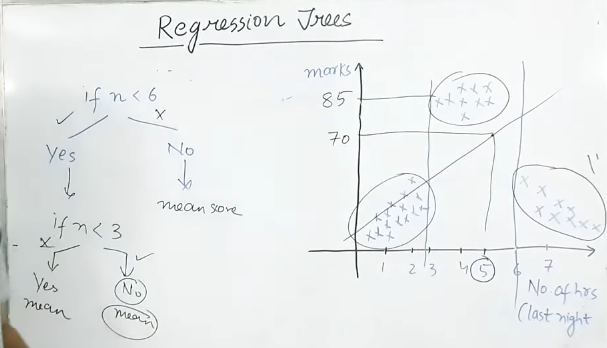 Regression Trees
if n < 6
Yes
No
mean score
if n < 3
Yes
mean
No
mean
marks
85
70
1 2 3 4 5 6 7
No of hrs
(last night